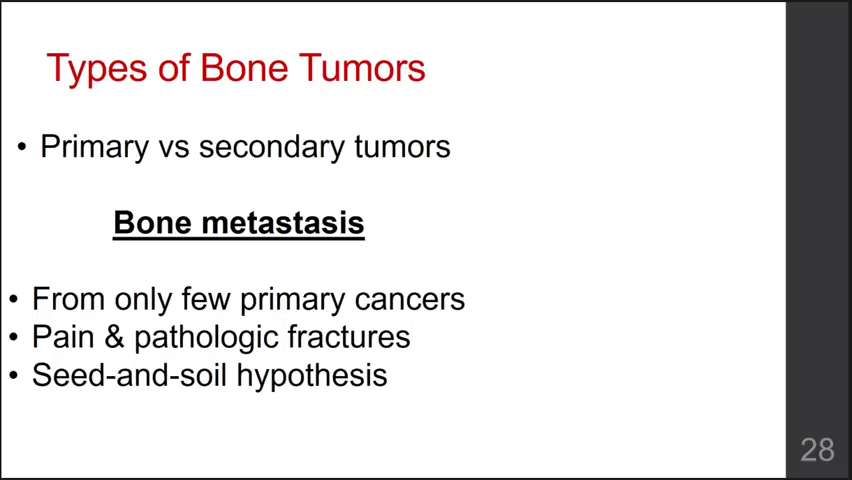 Types of Bone Tumors
• Primary vs secondary tumors
Bone metastasis
• From only few primary cancers
• Pain & pathologic fractures
• Seed-and-soil hypothesis
28